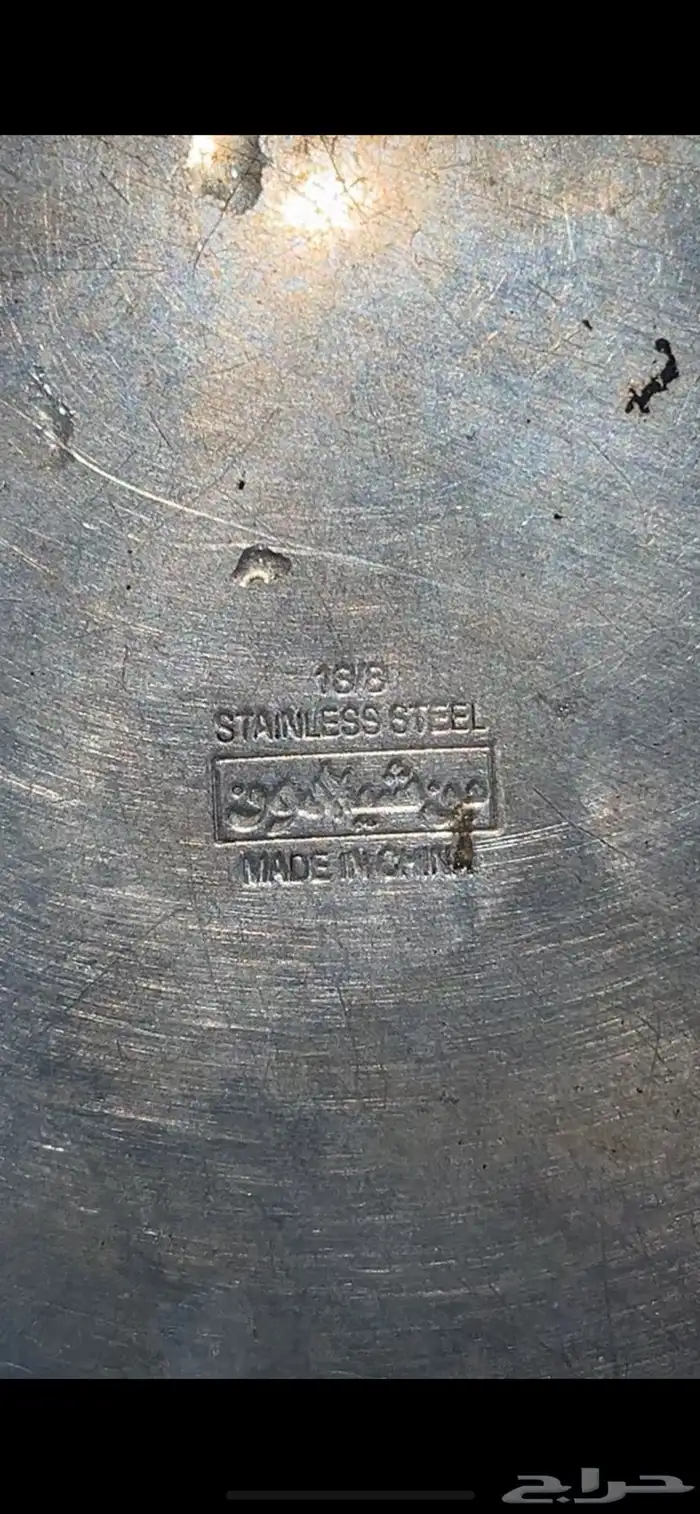 18/8
STAINLESS STEEL
MADE IN CHINA
حراج